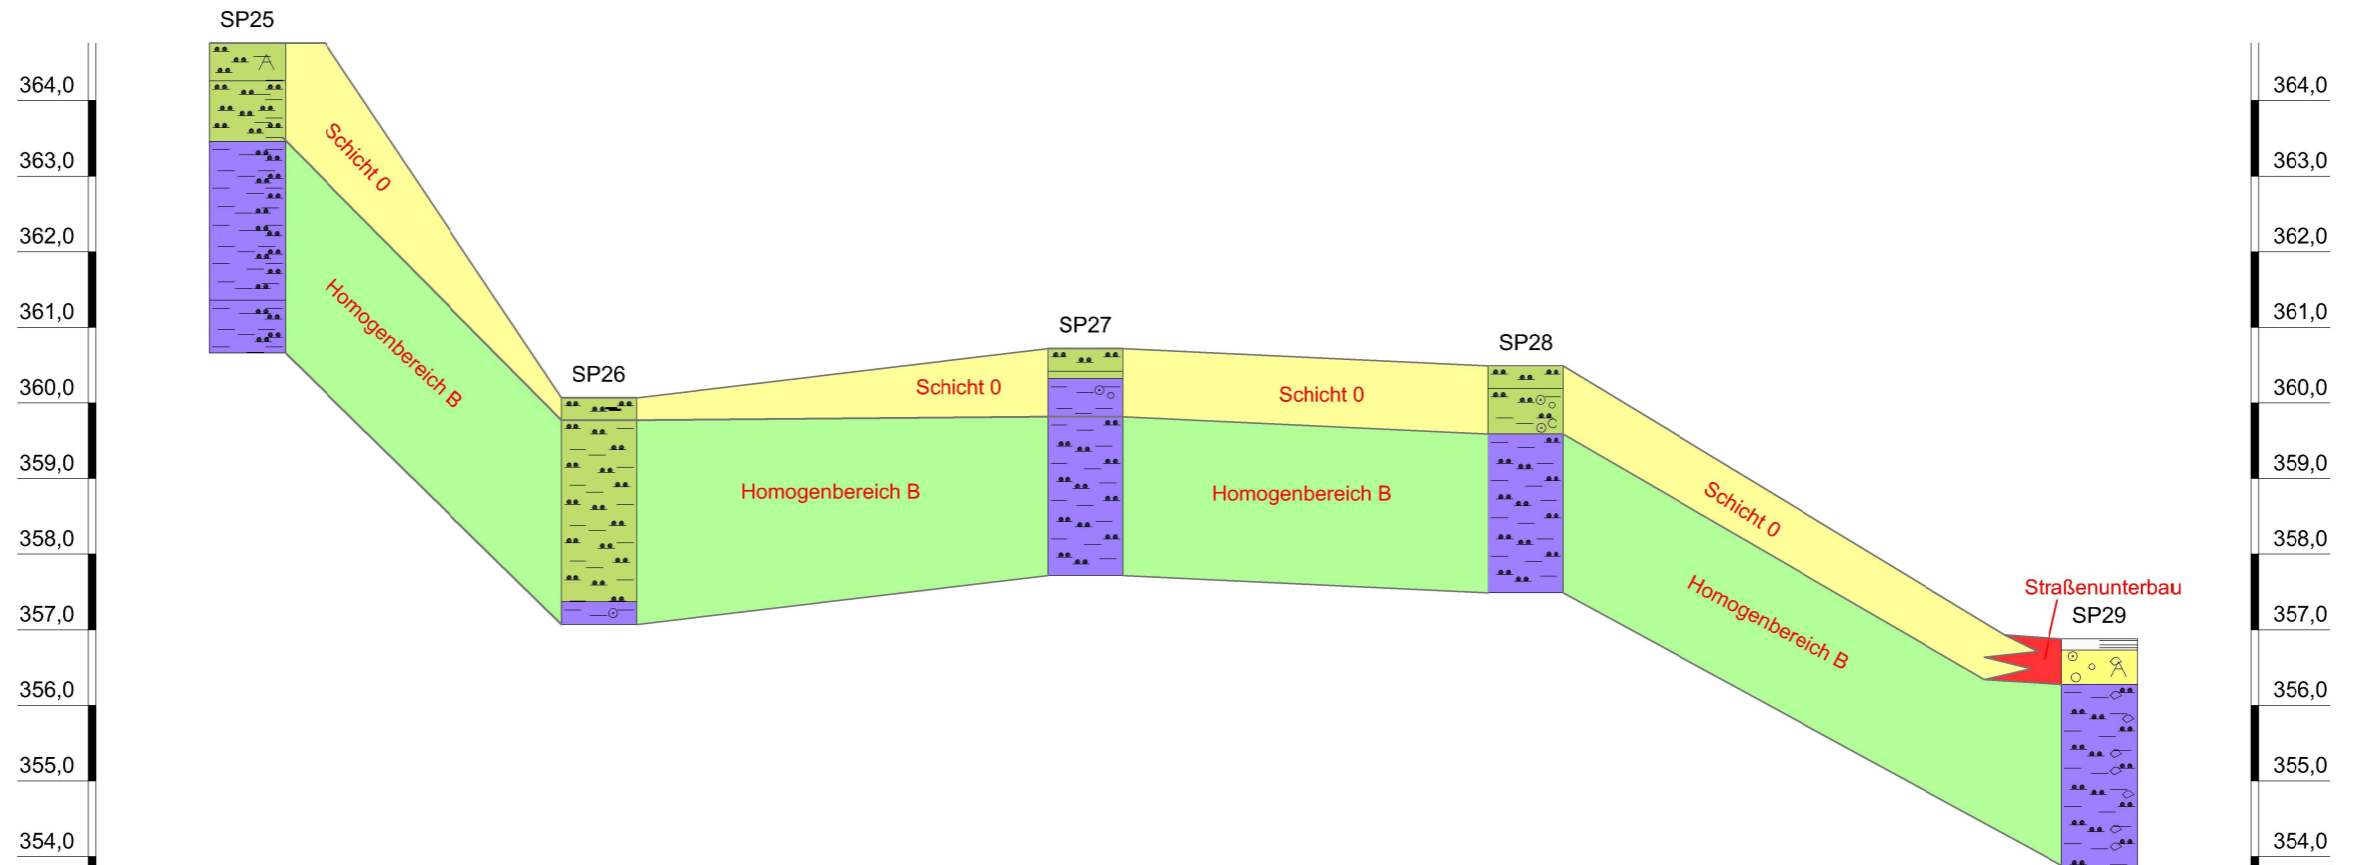 SP25
364,0
364,0
Schicht 0
363,0
363,0
362,0
362,0
Homogenbereich B
361,0
361,0
SP27
SP28
SP26
360,0
Schicht 0
Schicht 0
360,0
359,0
359,0
Homogenbereich B
Homogenbereich B
Schicht 0
358,0
358,0
Homogenbereich B
Straßenunterbau
357,0
SP29
357,0
356,0
356,0
355,0
355,0
354,0
354,0